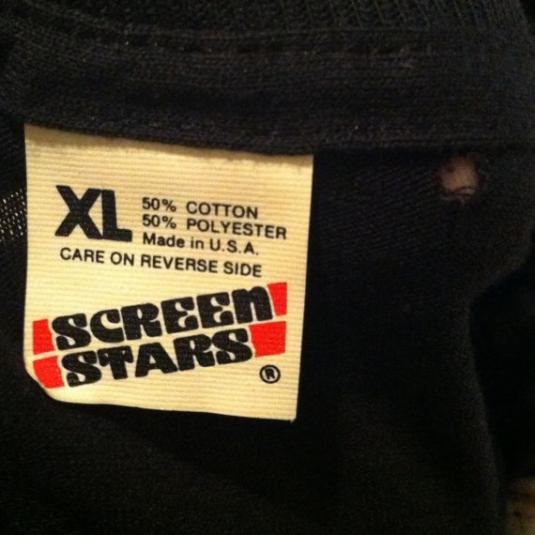 XL
50% COTTON
50% POLYESTER
Made in U.S.A.
CARE ON REVERSE SIDE
SCREEN
STARS
®